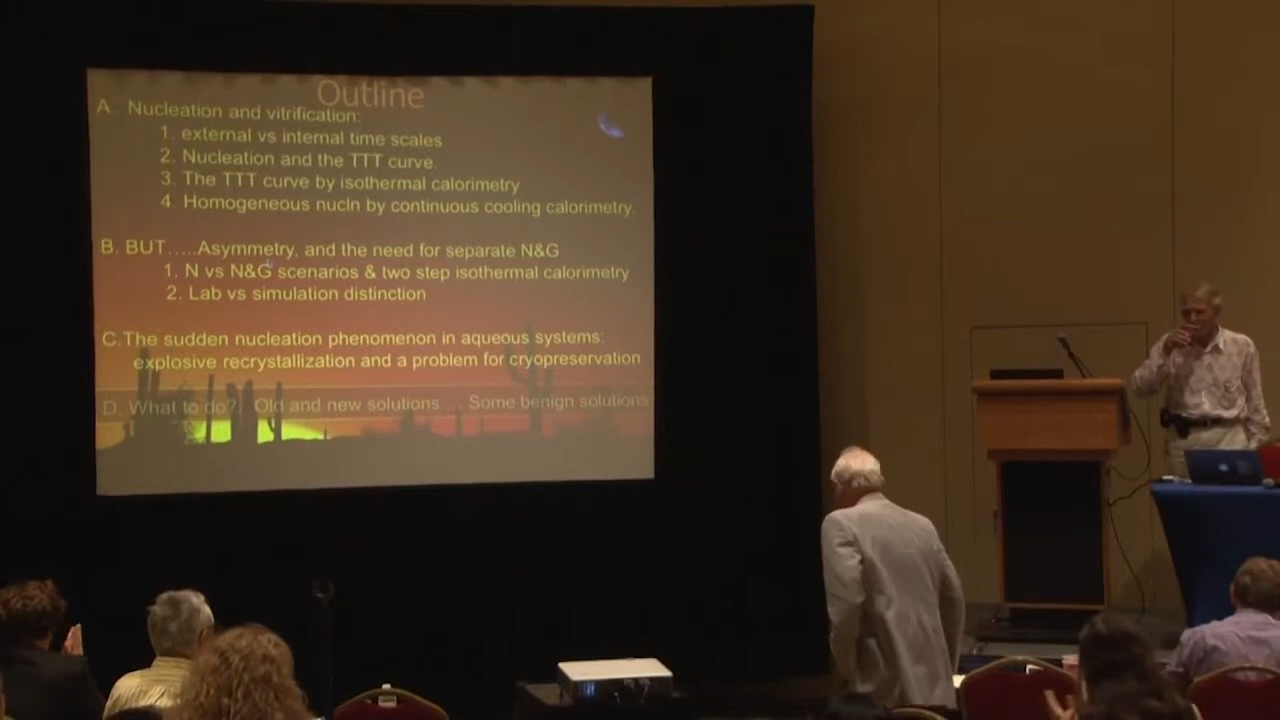 Outline
A. Nucleation and vitrification:
1. external vs internal time scales
2. Nucleation and the TTT curve.
3. The TTT curve by isothermal calorimetry
4. Homogeneous nucln by continuous cooling calorimetry.
B. BUT.....Asymmetry, and the need for separate N&G
1. N vs N&G scenarios & two step isothermal calorimetry
2. Lab vs simulation distinction
C.The sudden nucleation phenomenon in aqueous systems:
explosive recrystallization and a problem for cryopreservation
D. What to do? Old and new solutions ... Some benign solutions